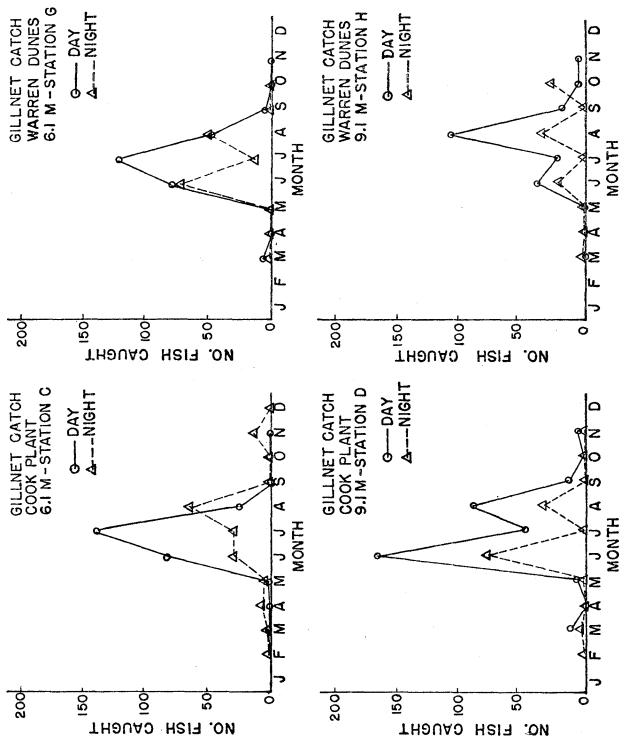 GILLNET CATCH
COOK PLANT
6.1 M-STATION C
DAY
NIGHT
NO. FISH CAUGHT
200
150
100
50
0
J F M A M J J A S O N D
MONTH
GILLNET CATCH
WARREN DUNES
6.1 M-STATION G
DAY
NIGHT
NO. FISH CAUGHT
200
150
100
50
0
J F M A M J J A S O N D
MONTH
GILLNET CATCH
COOK PLANT
9.1 M-STATION D
DAY
NIGHT
NO. FISH CAUGHT
200
150
100
50
0
J F M A M J J A S O N D
MONTH
GILLNET CATCH
WARREN DUNES
9.1 M-STATION H
DAY
NIGHT
NO. FISH CAUGHT
200
150
100
50
0
J F M A M J J A S O N D
MONTH